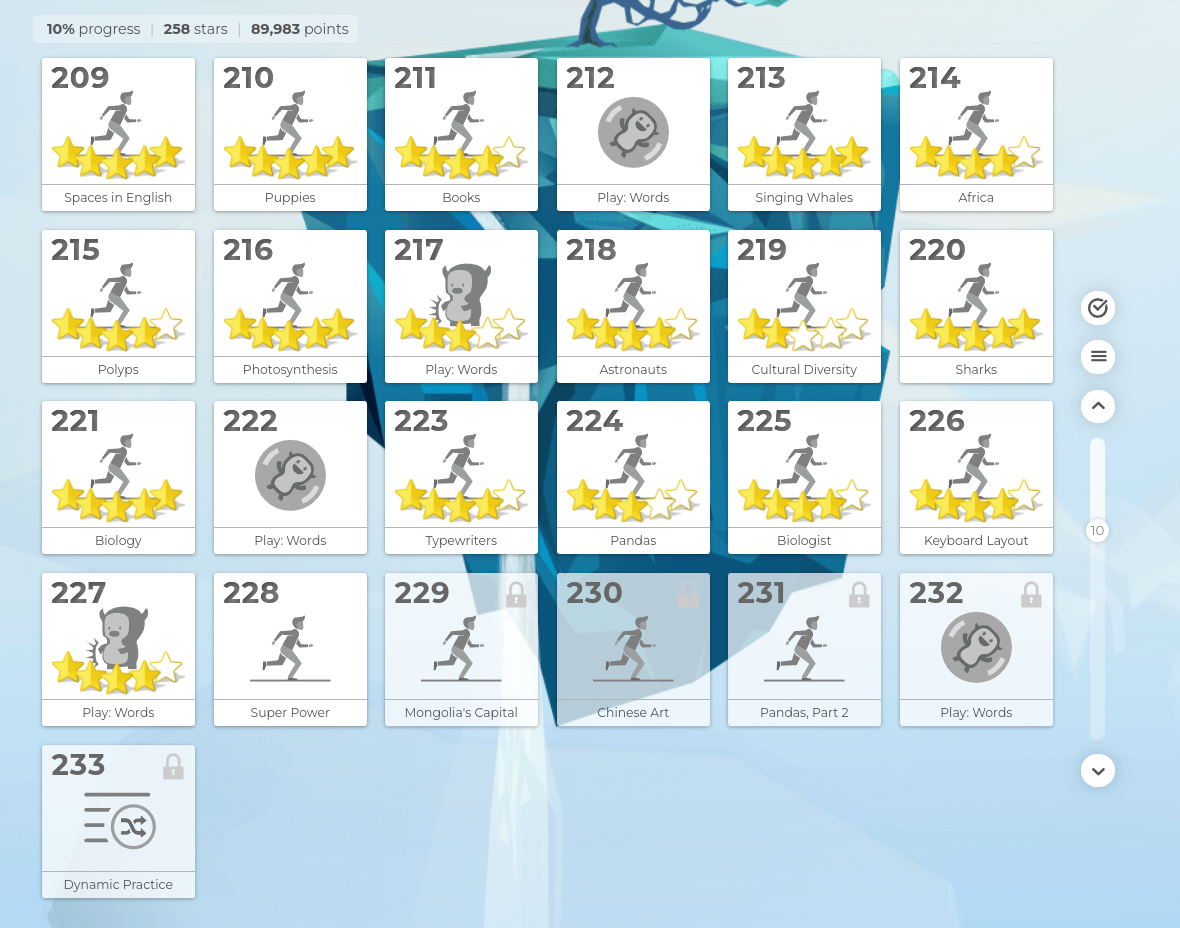 10% progress | 258 stars | 89,983 points
209 210 211 212 213 214
Spaces in English Puppies Books Play: Words Singing Whales Africa
215 216 217 218 219 220
Polyps Photosynthesis Play: Words Astronauts Cultural Diversity Sharks
221 222 223 224 225 226
10
Biology Play: Words Typewriters Pandas Biologist Keyboard Layout
227 228 229 230 231 232
Play: Words Super Power Mongolia's Capital Chinese Art Pandas, Part 2 Play: Words
233
Dynamic Practice